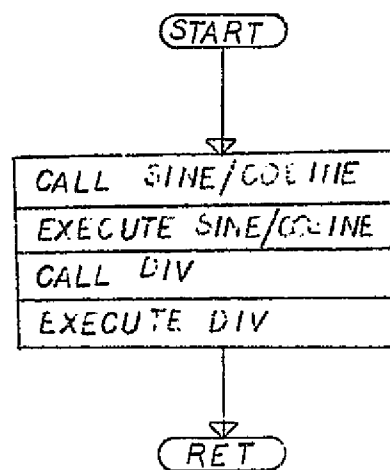 START
CALL SINE/COSINE
EXECUTE SINE/COSINE
CALL DIV
EXECUTE DIV
RET